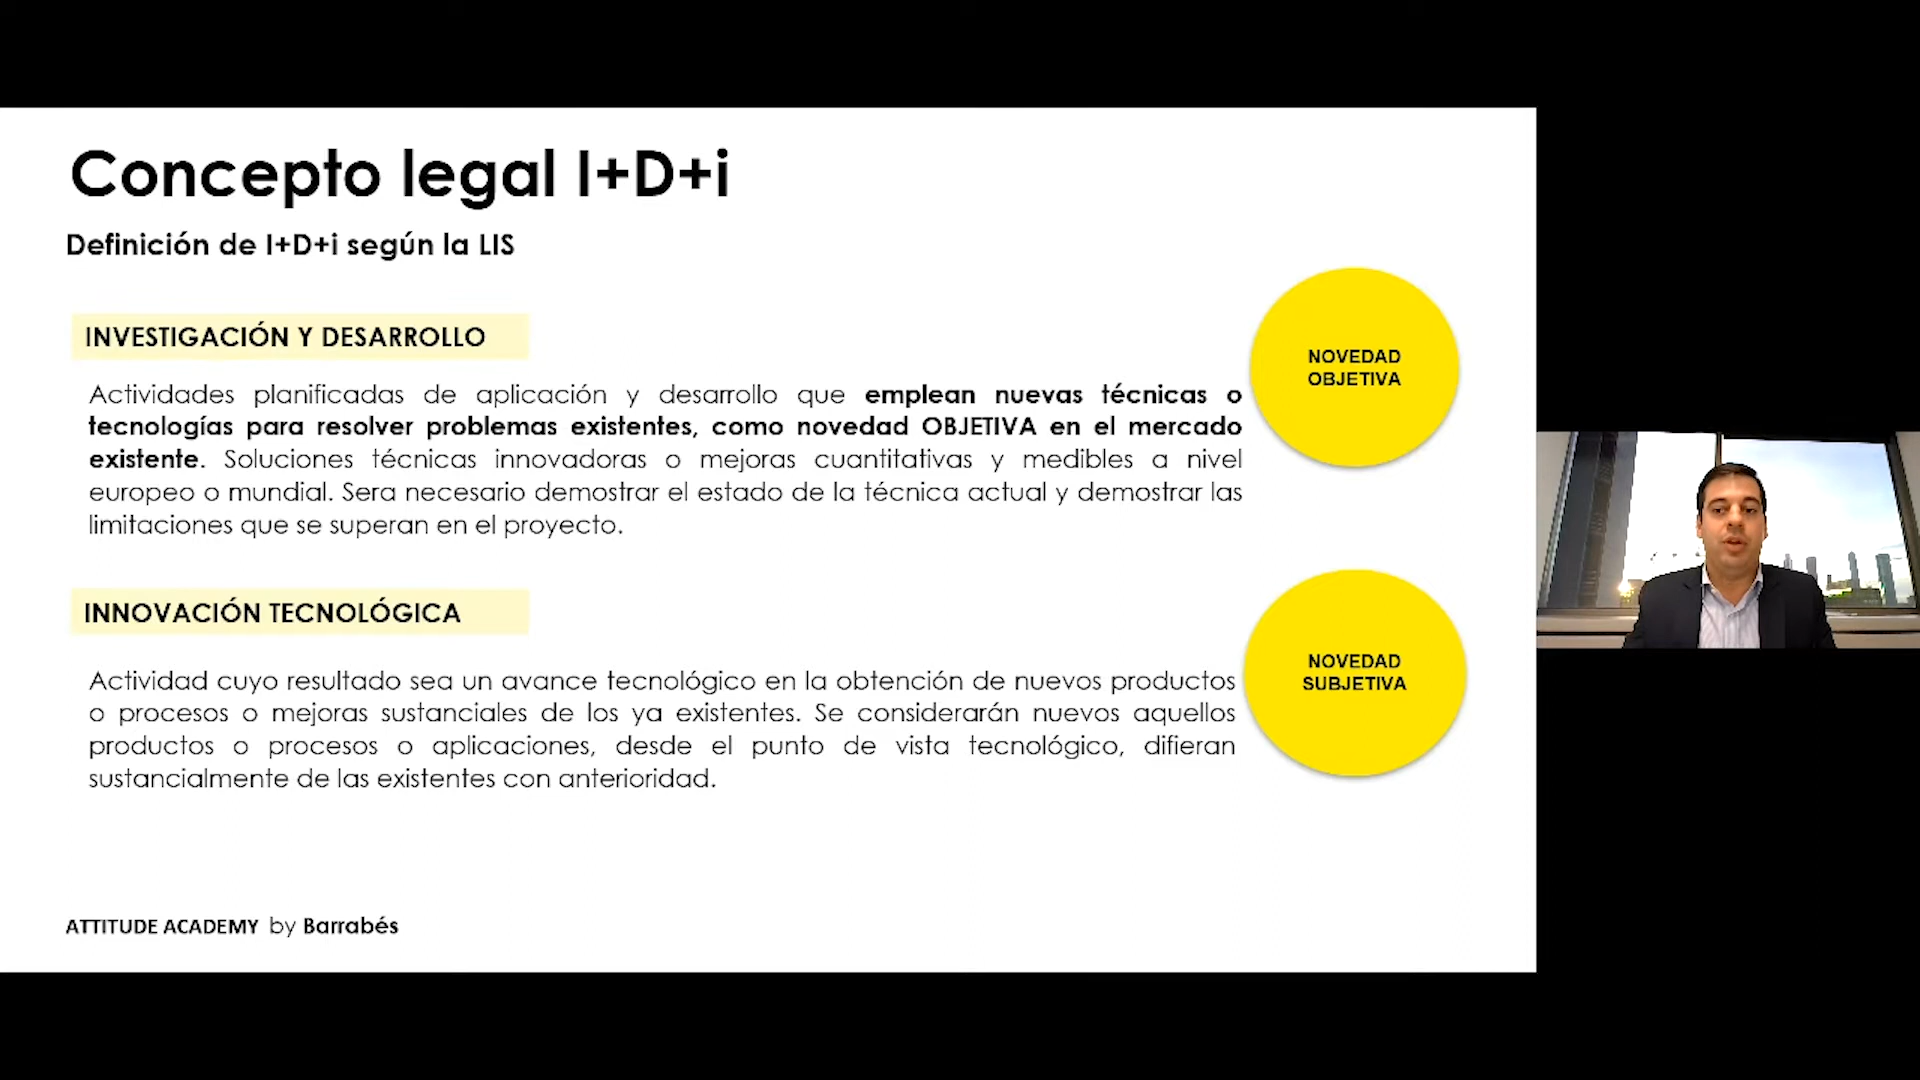 Concepto legal I+D+i
Definición de I+D+i según la LIS
INVESTIGACIÓN Y DESARROLLO
Actividades planificadas de aplicación y desarrollo que emplean nuevas técnicas o
tecnologías para resolver problemas existentes, como novedad OBJETIVA en el mercado
existente. Soluciones técnicas innovadoras o mejoras cuantitativas y medibles a nivel
europeo o mundial. Sera necesario demostrar el estado de la técnica actual y demostrar las
limitaciones que se superan en el proyecto.
NOVEDAD
OBJETIVA
INNOVACIÓN TECNOLÓGICA
Actividad cuyo resultado sea un avance tecnológico en la obtención de nuevos productos
o procesos o mejoras sustanciales de los ya existentes. Se considerarán nuevos aquellos
productos o procesos o aplicaciones, desde el punto de vista tecnológico, difieran
sustancialmente de las existentes con anterioridad.
NOVEDAD
SUBJETIVA
ATTITUDE ACADEMY by Barrabés